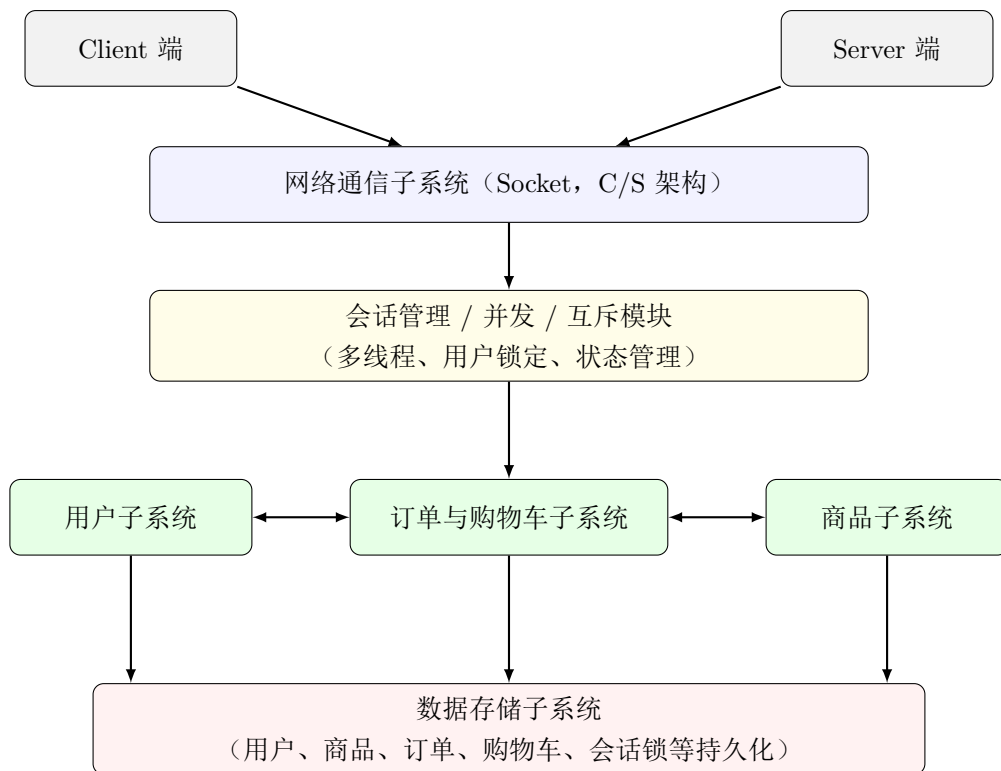 Client 端
Server 端
网络通信子系统（Socket，C/S 架构）
会话管理 / 并发 / 互斥模块
（多线程、用户锁定、状态管理）
用户子系统
订单与购物车子系统
商品子系统
数据存储子系统
（用户、商品、订单、购物车、会话锁等持久化）